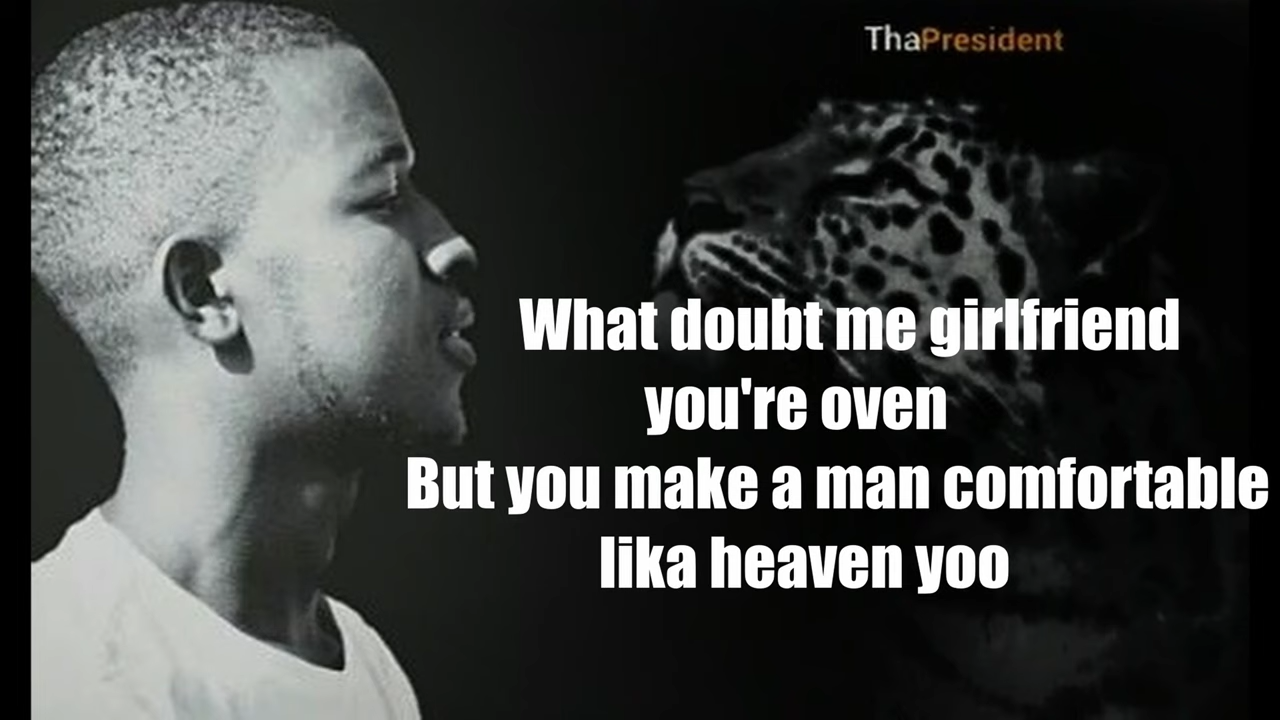 ThaPresident
What doubt me girlfriend
you're oven
But you make a man comfortable
lika heaven yoo